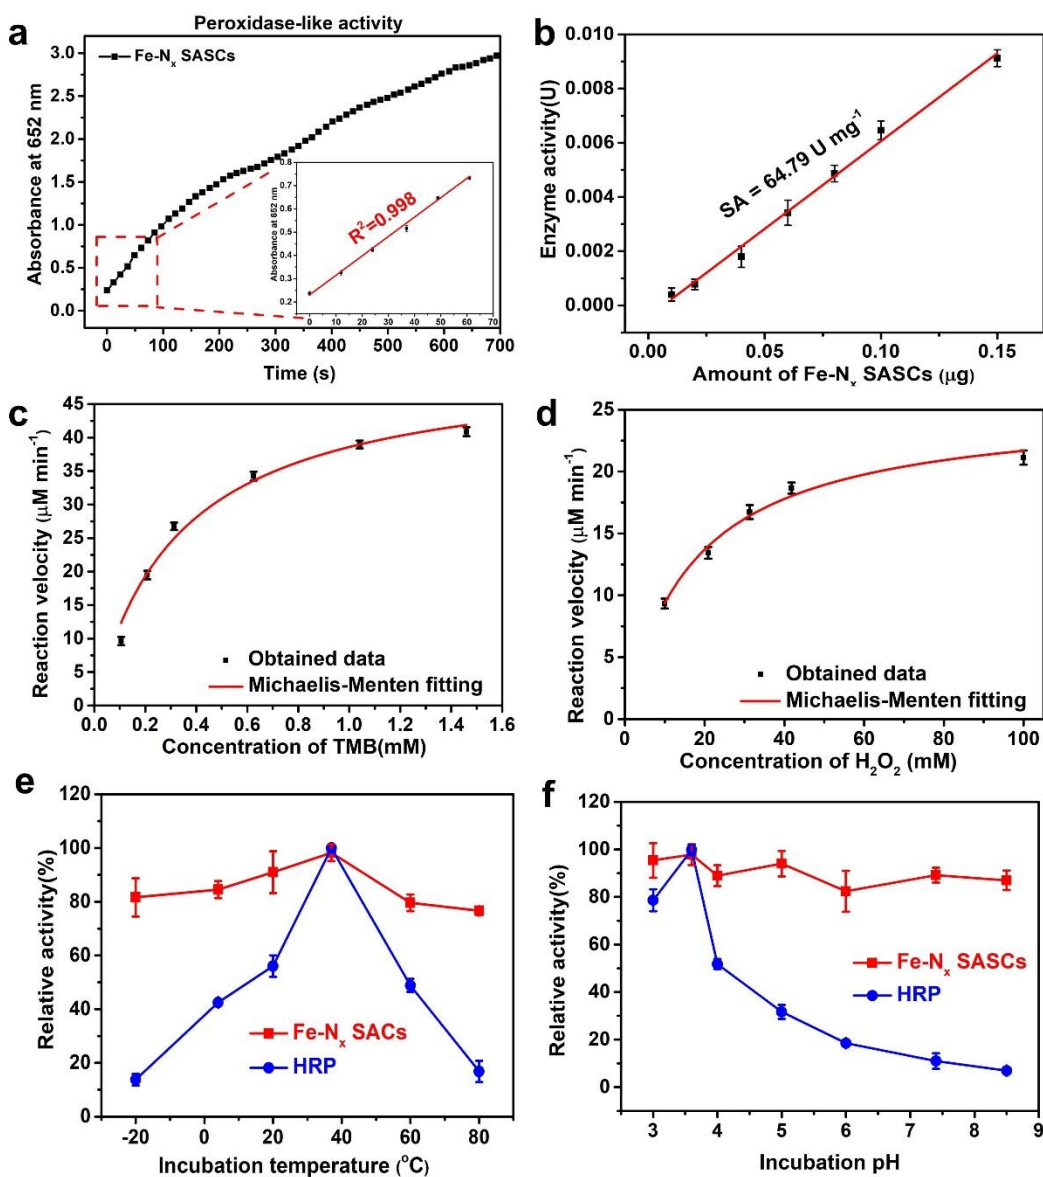 a
Peroxidase-like activity
Fe-Nₓ SASCs
3.0
2.5
2.0
1.5
1.0
0.5
0.0
Absorbance at 652 nm
0 100 200 300 400 500 600 700
Time (s)
0.8
0.7
0.6
0.5
0.4
0.3
0.2
Absorbance at 652 nm
R²=0.998
0 10 20 30 40 50 60 70
b
0.010
0.008
0.006
0.004
0.002
0.000
Enzyme activity(U)
SA = 64.79 U mg⁻¹
0.00 0.05 0.10 0.15
Amount of Fe-Nₓ SASCs (μg)
c
45
40
35
30
25
20
15
10
5
0
Reaction velocity (μM min⁻¹)
Obtained data
Michaelis-Menten fitting
0.0 0.2 0.4 0.6 0.8 1.0 1.2 1.4 1.6
Concentration of TMB(mM)
d
25
20
15
10
5
0
Reaction velocity (μM min⁻¹)
Obtained data
Michaelis-Menten fitting
0 20 40 60 80 100
Concentration of H₂O₂ (mM)
e
120
100
80
60
40
20
0
Relative activity(%)
Fe-Nₓ SACs
HRP
-20 0 20 40 60 80
Incubation temperature (°C)
f
120
100
80
60
40
20
0
Relative activity(%)
Fe-Nₓ SASCs
HRP
3 4 5 6 7 8 9
Incubation pH